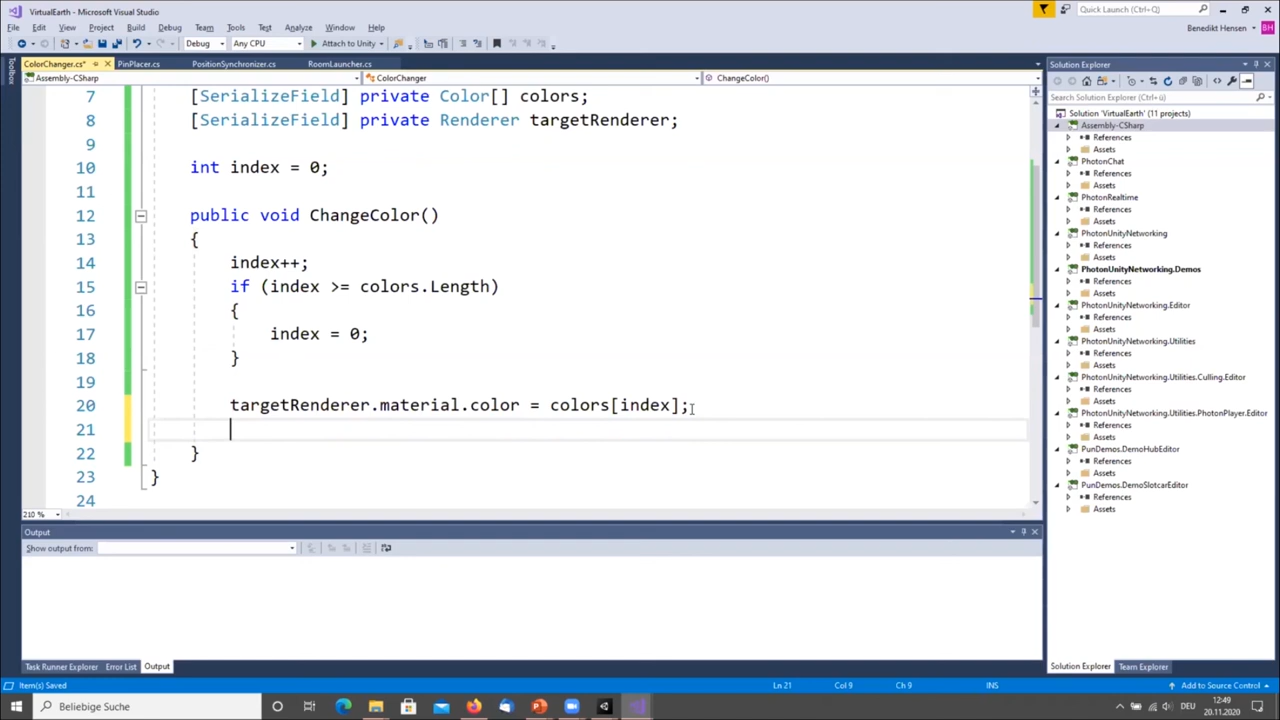 VirtualEarth - Microsoft Visual Studio
Quick Launch (Ctrl+Q)
File Edit View Project Build Debug Team Tools Test Analyze Window Help
Benedikt Hensen BH
Debug Any CPU Attach to Unity
Toolbox
ColorChanger.cs* PinPlacer.cs PositionSynchronizer.cs RoomLauncher.cs
Assembly-CSharp ColorChanger ChangeColor()
7 [SerializeField] private Color[] colors;
8 [SerializeField] private Renderer targetRenderer;
9
10 int index = 0;
11
12 public void ChangeColor()
13 {
14 index++;
15 if (index >= colors.Length)
16 {
17 index = 0;
18 }
19
20 targetRenderer.material.color = colors[index];
21
22 }
23 }
24
210 %
Output
Show output from:
Task Runner Explorer Error List Output
Solution Explorer
Search Solution Explorer (Ctrl+ü)
Solution 'VirtualEarth' (11 projects)
Assembly-CSharp
References
Assets
PhotonChat
References
Assets
PhotonRealtime
References
Assets
PhotonUnityNetworking
References
Assets
PhotonUnityNetworking.Demos
References
Assets
PhotonUnityNetworking.Editor
References
Assets
PhotonUnityNetworking.Utilities
References
Assets
PhotonUnityNetworking.Utilities.Culling.Editor
References
Assets
PhotonUnityNetworking.Utilities.PhotonPlayer.Editor
References
Assets
PunDemos.DemoHubEditor
References
Assets
PunDemos.DemoSlotcarEditor
References
Assets
Solution Explorer Team Explorer
Item(s) Saved Ln 21 Col 9 Ch 9 INS Add to Source Control
Beliebige Suche
DEU
12:49
20.11.2020